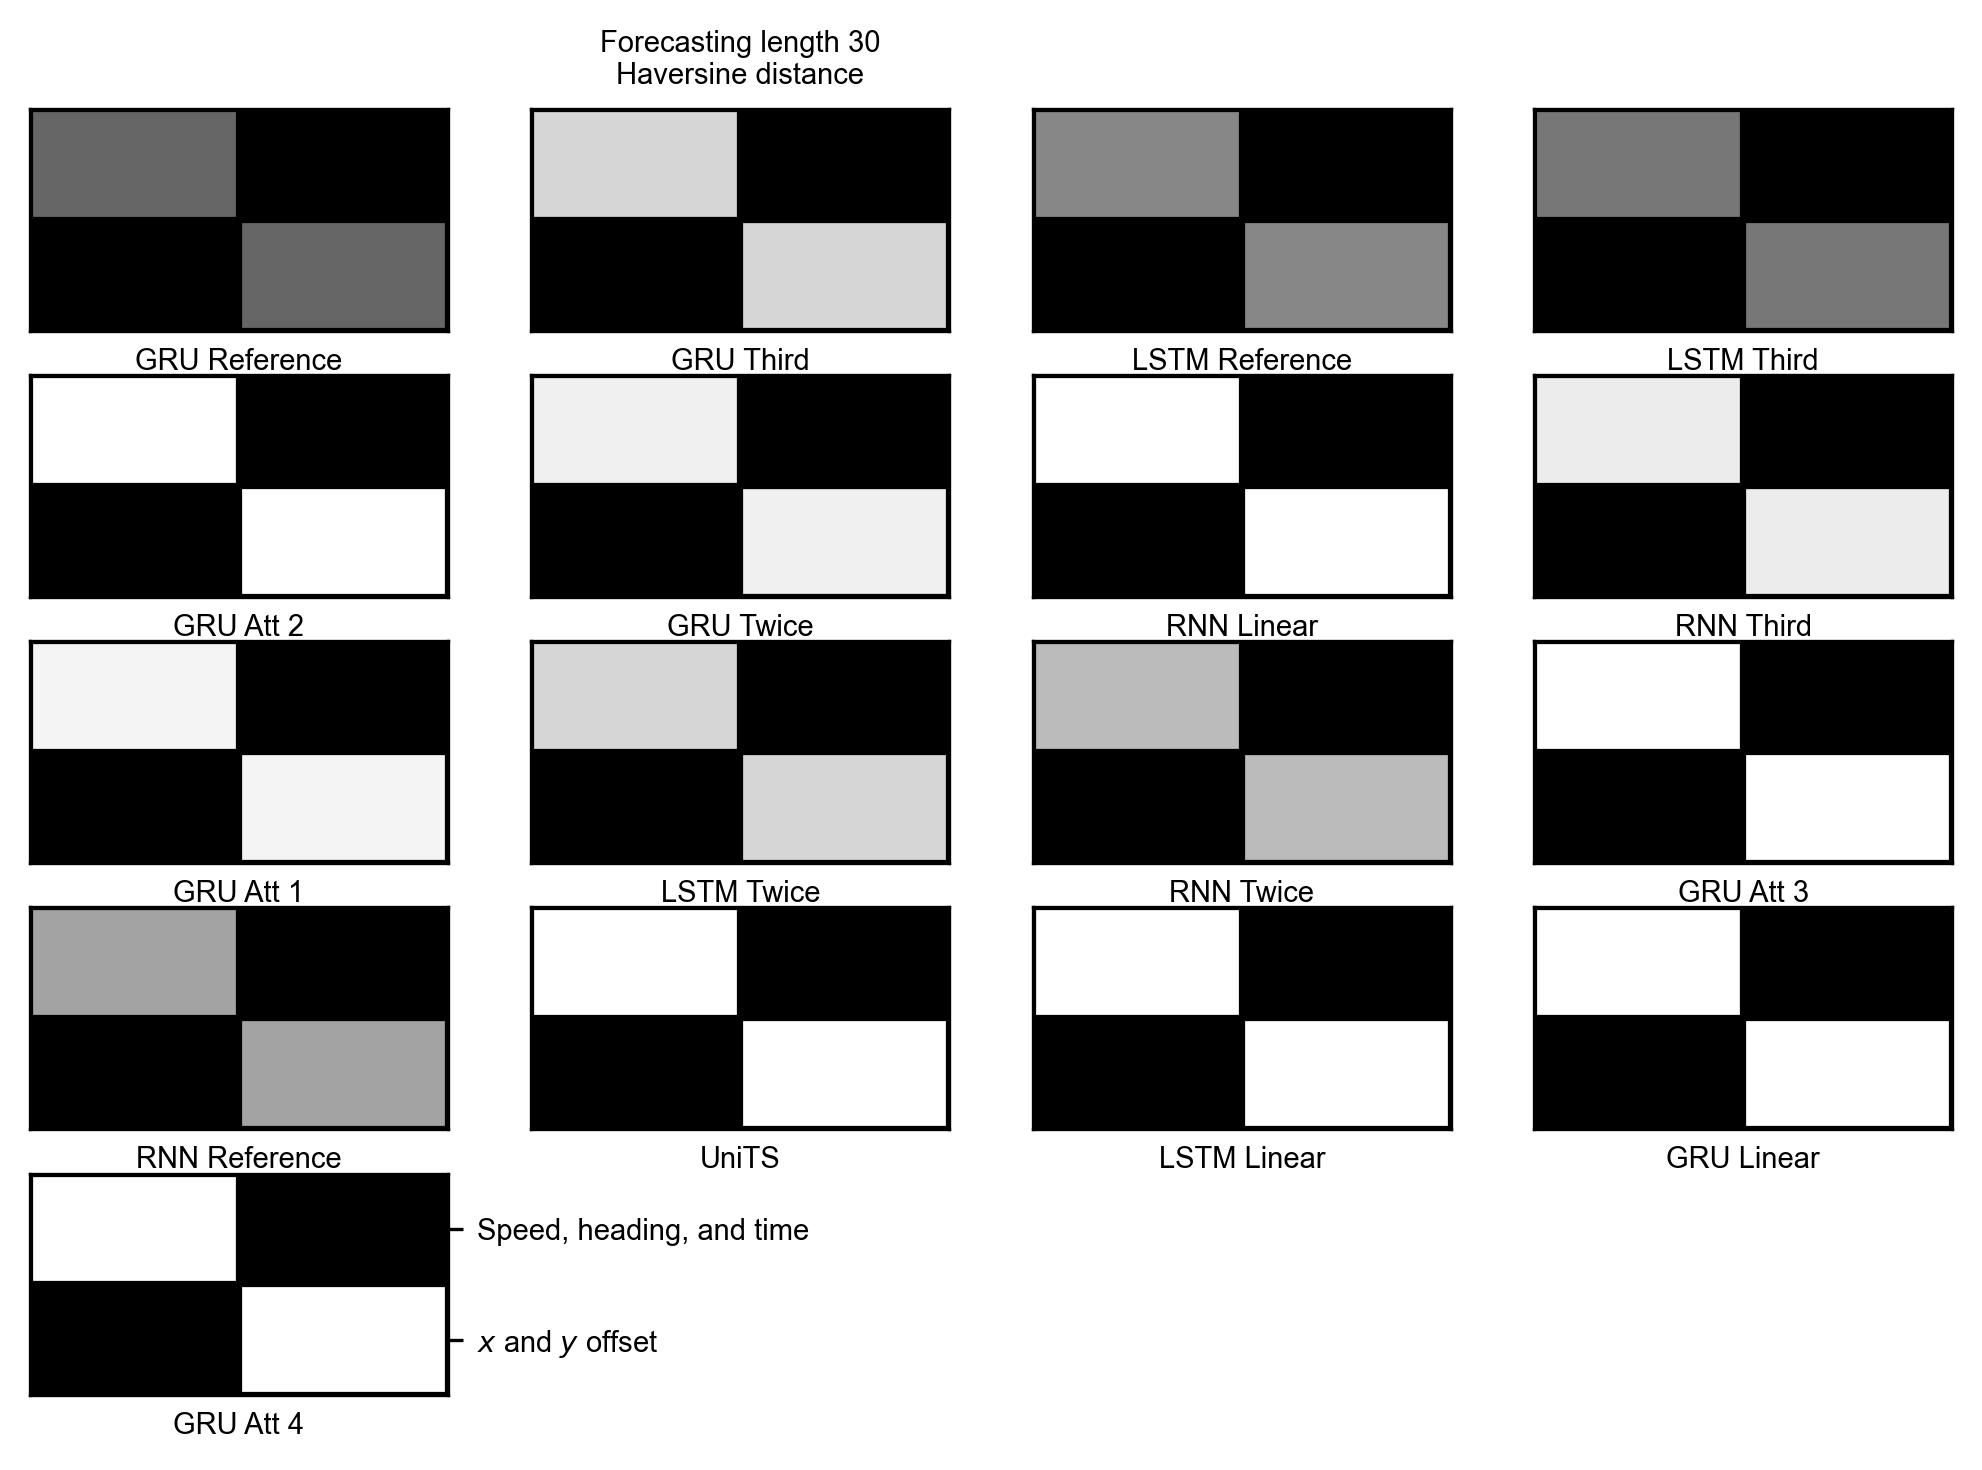 Forecasting length 30
Haversine distance
GRU Reference
GRU Third
LSTM Reference
LSTM Third
GRU Att 2
GRU Twice
RNN Linear
RNN Third
GRU Att 1
LSTM Twice
RNN Twice
GRU Att 3
RNN Reference
UniTS
LSTM Linear
GRU Linear
Speed, heading, and time
x and y offset
GRU Att 4